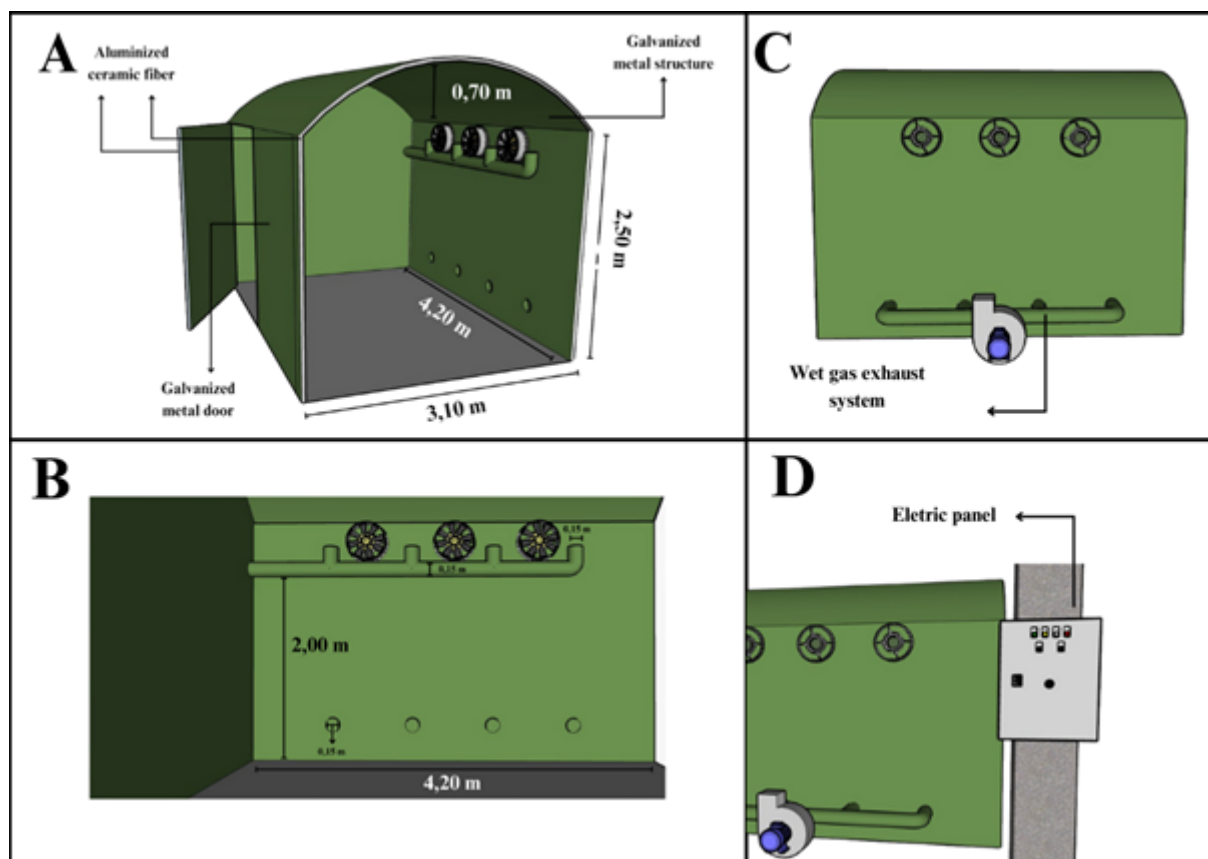 A
Aluminized
ceramic fiber
Galvanized
metal structure
0,70 m
2,50 m
4,20 m
3,10 m
Galvanized
metal door
C
Wet gas exhaust
system
B
0,15 m
0,15 m
2,00 m
0,15 m
4,20 m
D
Eletric panel